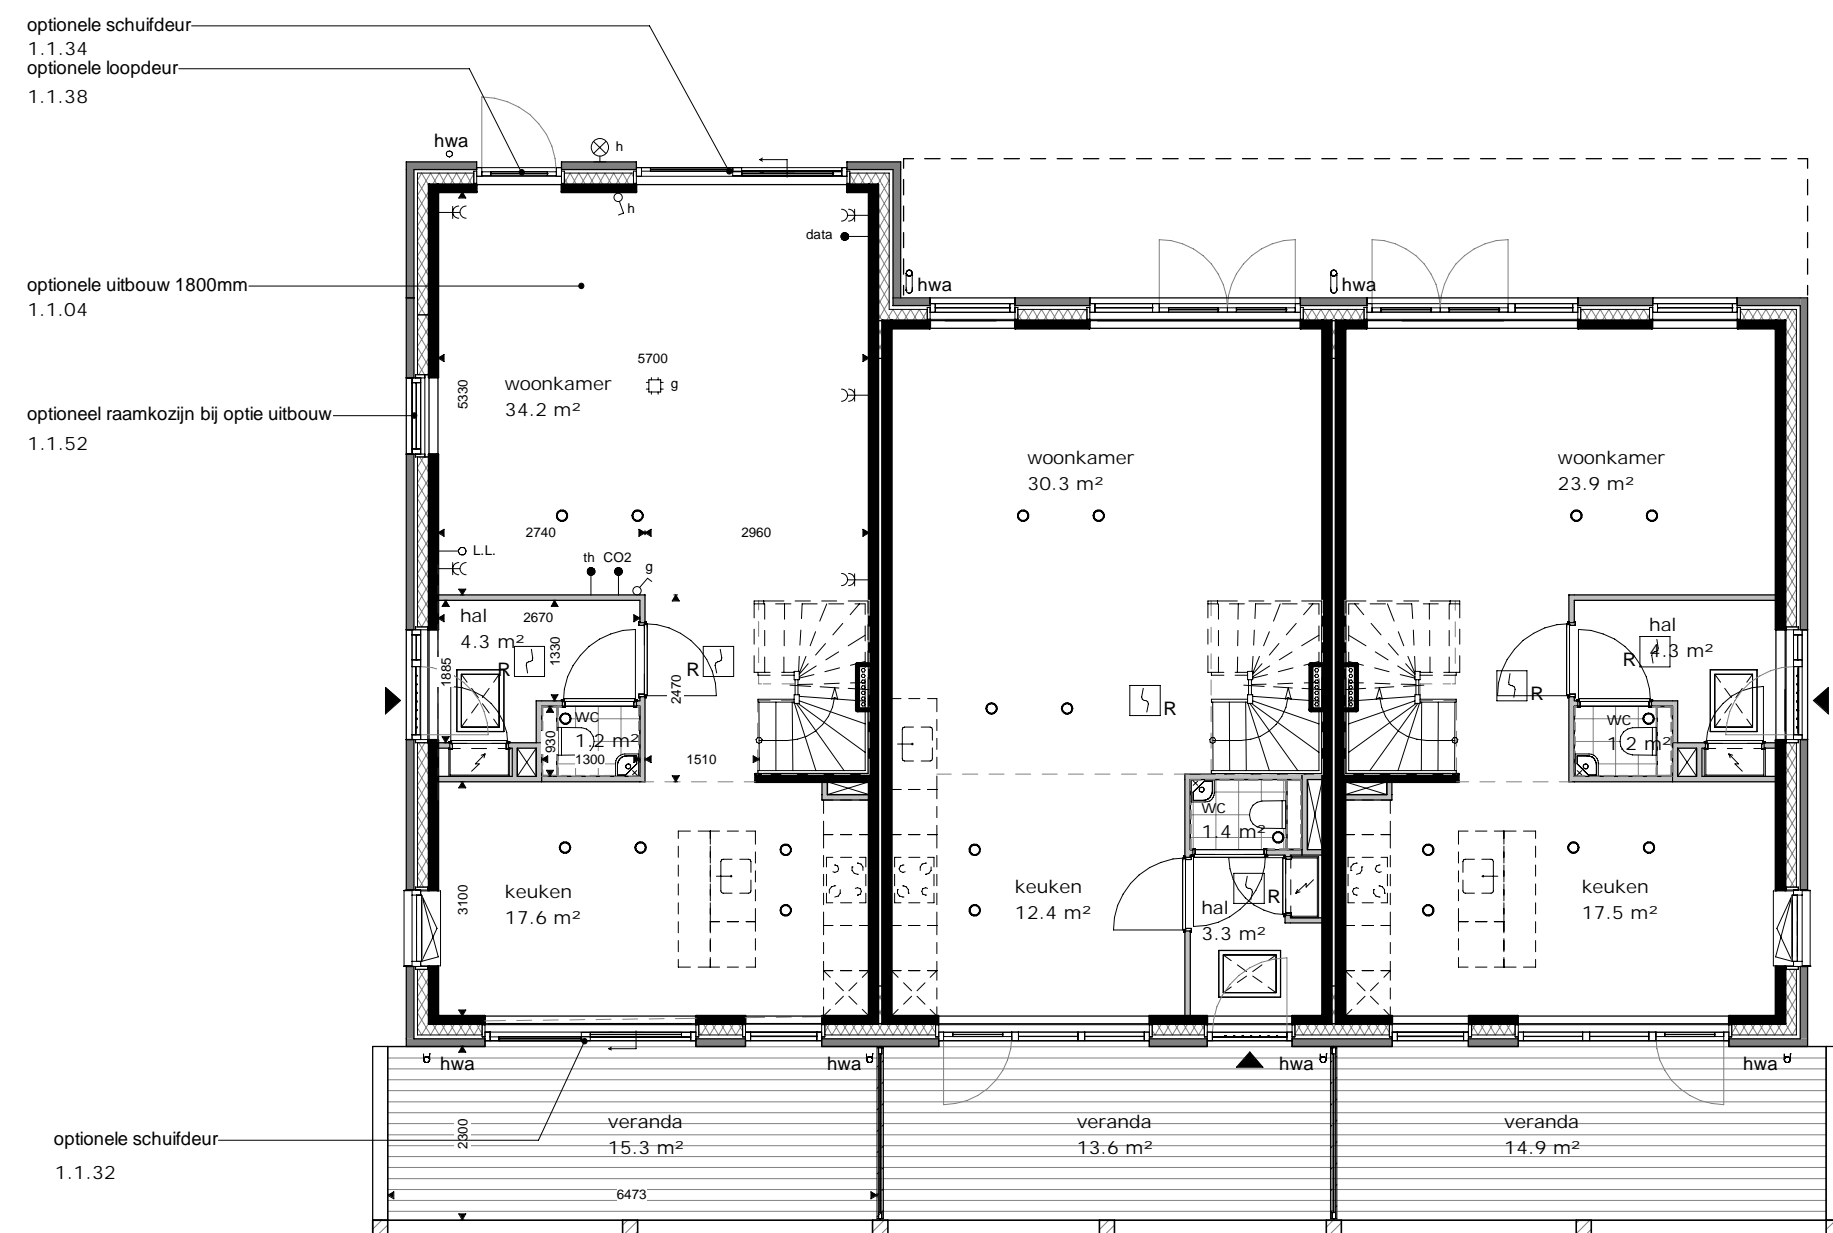 optionele schuifdeur
1.1.34
optionele loopdeur
1.1.38
hwa
h
h
data
optionele uitbouw 1800mm
1.1.04
hwa
hwa
5700
5330
woonkamer
34.2 m²
g
optioneel raamkozijn bij optie uitbouw
1.1.52
woonkamer
30.3 m²
woonkamer
23.9 m²
2740
2960
L.L.
th
CO2
g
hal
4.3 m²
2670
1330
1885
R
R
2470
wc
1.2 m²
930
1300
1510
R
hal
4.3 m²
R
R
wc
1.2 m²
wc
1.4 m²
keuken
17.6 m²
3100
keuken
12.4 m²
hal
3.3 m²
R
keuken
17.5 m²
hwa
hwa
hwa
hwa
veranda
15.3 m²
veranda
13.6 m²
veranda
14.9 m²
2300
6473
optionele schuifdeur
1.1.32